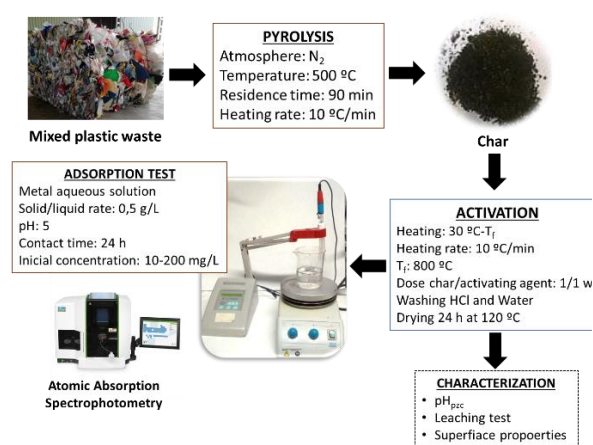 PYROLYSIS
Atmosphere: N₂
Temperature: 500 ºC
Residence time: 90 min
Heating rate: 10 ºC/min
Mixed plastic waste
Char
ACTIVATION
Heating: 30 ºC-Tf
Heating rate: 10 ºC/min
Tf: 800 ºC
Dose char/activating agent: 1/1 w
Washing HCl and Water
Drying 24 h at 120 ºC
ADSORPTION TEST
Metal aqueous solution
Solid/liquid rate: 0,5 g/L
pH: 5
Contact time: 24 h
Inicial concentration: 10-200 mg/L
Atomic Absorption
Spectrophotometry
CHARACTERIZATION
• pHpzc
• Leaching test
• Superfiace propoerties